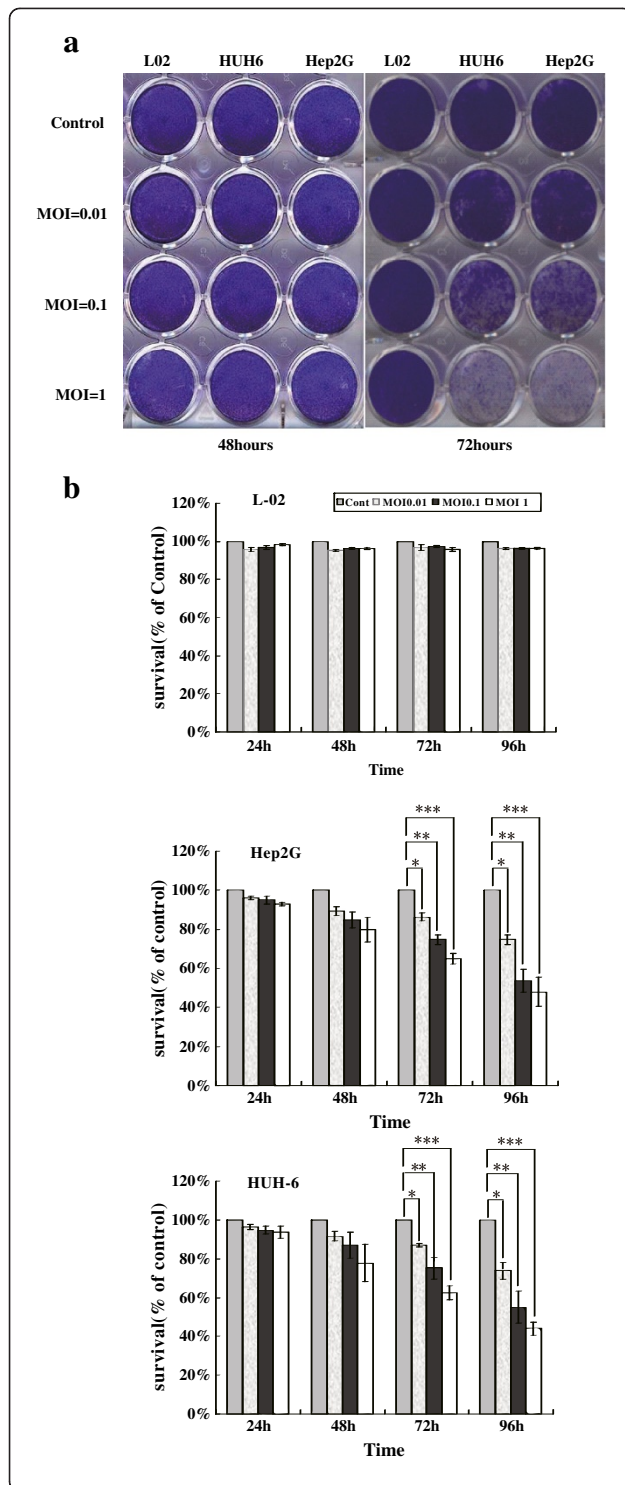 a
L02 HUH6 Hep2G L02 HUH6 Hep2G
Control
MOI=0.01
MOI=0.1
MOI=1
48hours 72hours
b
L-02
Cont MOI0.01 MOI0.1 MOI 1
120%
100%
80%
60%
40%
20%
0%
survival(% of Control)
24h 48h 72h 96h
Time
Hep2G
*** ***
** **
* *
120%
100%
80%
60%
40%
20%
0%
survival(% of control)
24h 48h 72h 96h
Time
HUH-6
*** ***
** **
* *
120%
100%
80%
60%
40%
20%
0%
survival(% of control)
24h 48h 72h 96h
Time